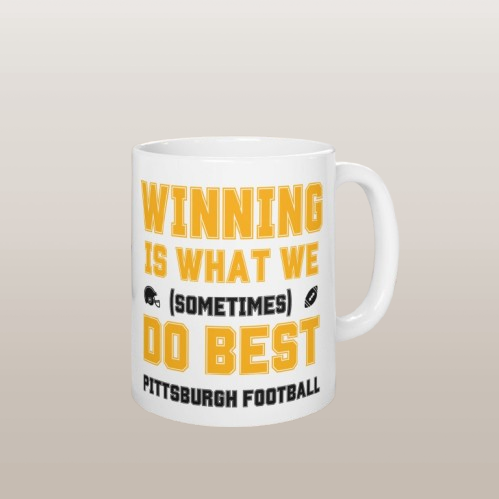 WINNING
IS WHAT WE
(SOMETIMES)
DO BEST
PITTSBURGH FOOTBALL